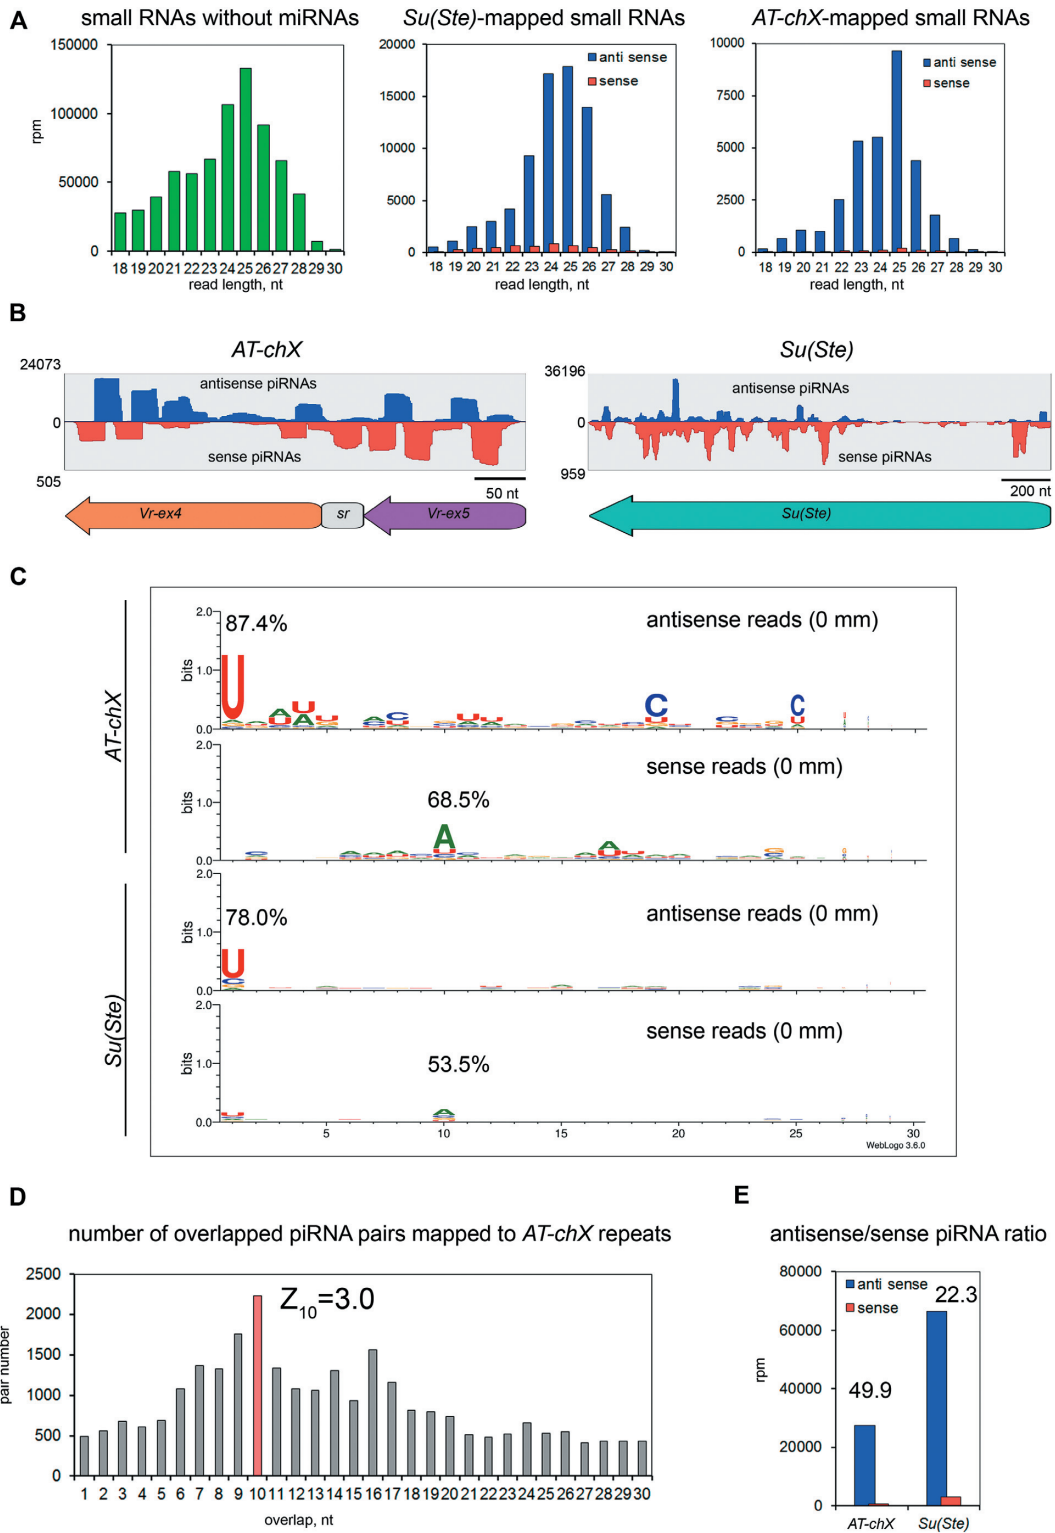 A
small RNAs without miRNAs
Su(Ste)-mapped small RNAs
AT-chX-mapped small RNAs
150000
100000
50000
0
rpm
18 19 20 21 22 23 24 25 26 27 28 29 30
read length, nt
20000
15000
10000
5000
0
anti sense
sense
18 19 20 21 22 23 24 25 26 27 28 29 30
read length, nt
10000
7500
5000
2500
0
anti sense
sense
18 19 20 21 22 23 24 25 26 27 28 29 30
read length, nt
B
AT-chX
24073
0
505
antisense piRNAs
sense piRNAs
50 nt
Vr-ex4
sr
Vr-ex5
Su(Ste)
36196
0
959
antisense piRNAs
sense piRNAs
200 nt
Su(Ste)
C
AT-chX
2.0
1.0
0.0
bits
87.4%
antisense reads (0 mm)
2.0
1.0
0.0
bits
68.5%
sense reads (0 mm)
Su(Ste)
2.0
1.0
0.0
bits
78.0%
antisense reads (0 mm)
2.0
1.0
0.0
bits
53.5%
sense reads (0 mm)
5 10 15 20 25 30
WebLogo 3.6.0
D
number of overlapped piRNA pairs mapped to AT-chX repeats
2500
2000
1500
1000
500
0
pair number
Z10=3.0
1 2 3 4 5 6 7 8 9 10 11 12 13 14 15 16 17 18 19 20 21 22 23 24 25 26 27 28 29 30
overlap, nt
E
antisense/sense piRNA ratio
80000
60000
40000
20000
0
rpm
anti sense
sense
22.3
49.9
AT-chX
Su(Ste)